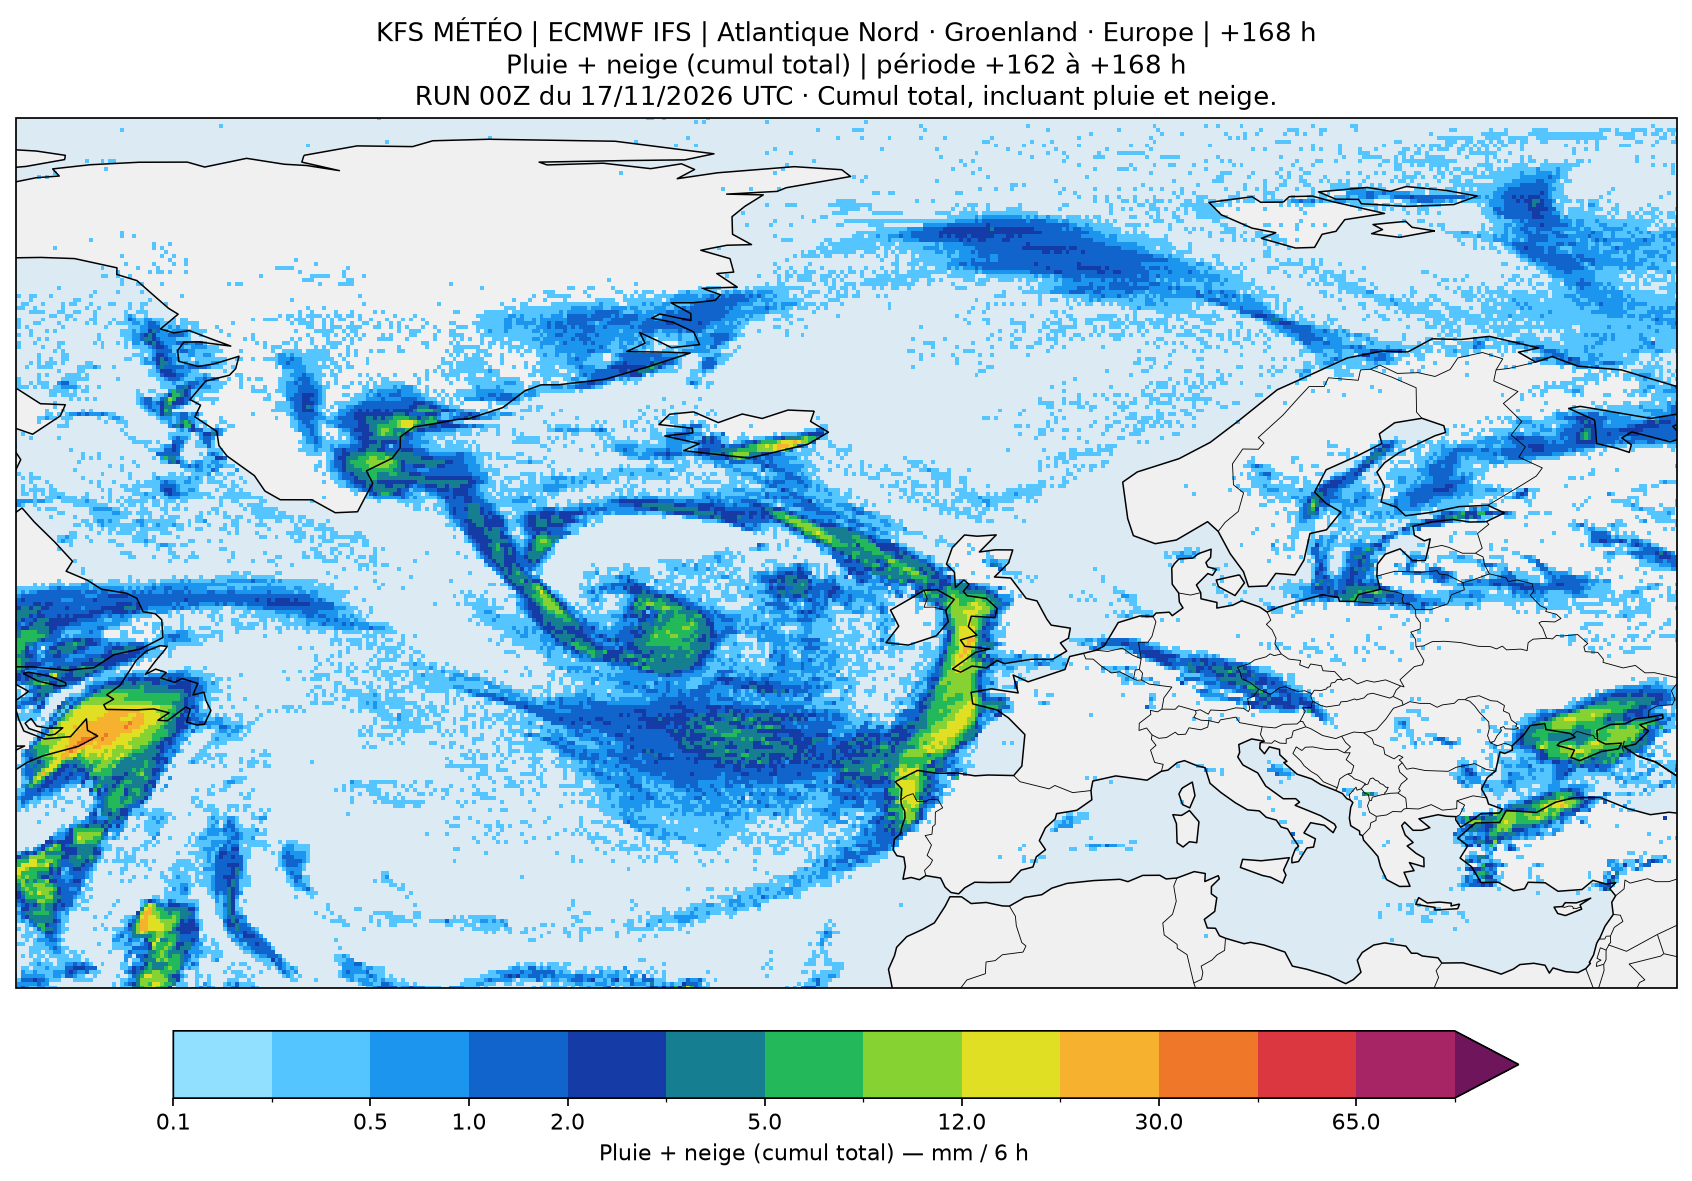 KFS MÉTÉO | ECMWF IFS | Atlantique Nord · Groenland · Europe | +168 h
Pluie + neige (cumul total) | période +162 à +168 h
RUN 00Z du 17/11/2026 UTC · Cumul total, incluant pluie et neige.
0.1 0.5 1.0 2.0 5.0 12.0 30.0 65.0
Pluie + neige (cumul total) — mm / 6 h